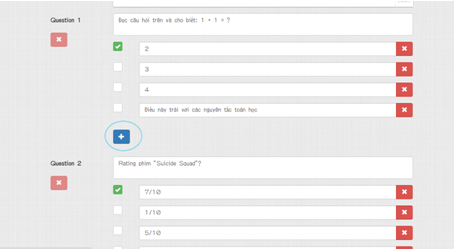 Question 1
Đọc câu hỏi trên và cho biết: 1 + 1 = ?
2
3
4
Điều này trái với các nguyên tắc toán học
Question 2
Rating phim "Suicide Squad"?
7/10
1/10
5/10